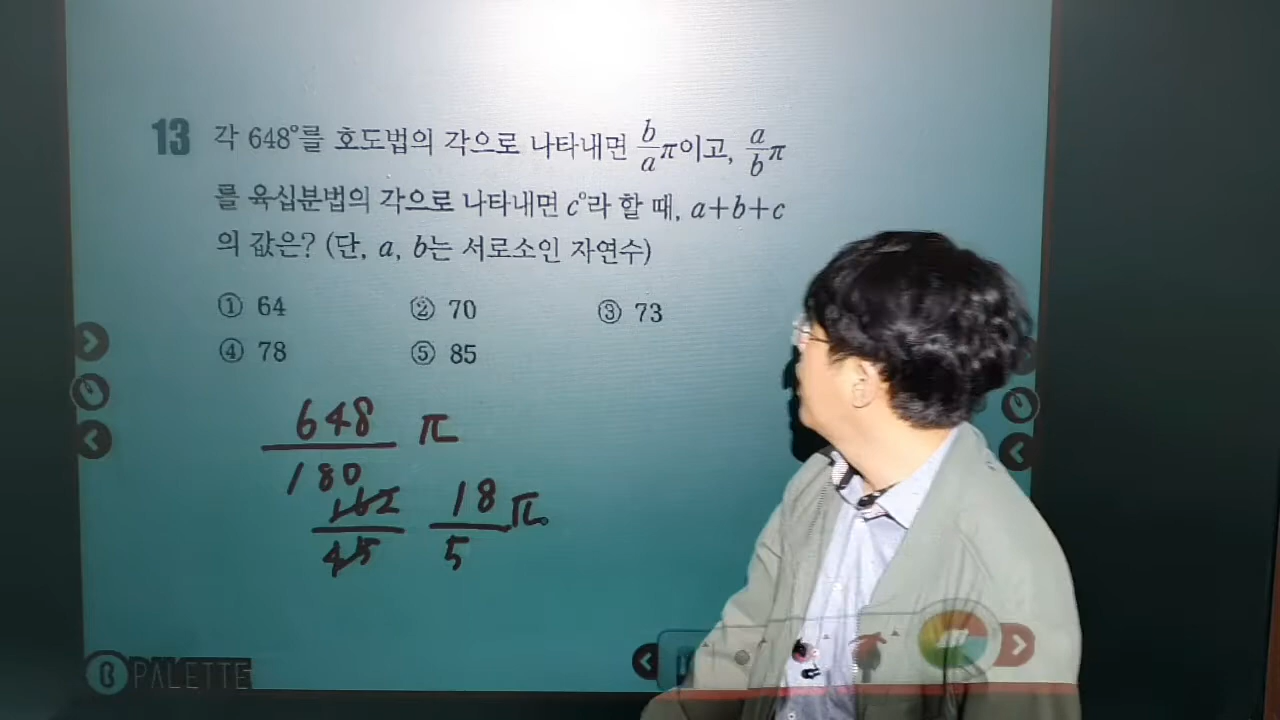 13 각 648°를 호도법의 각으로 나타내면 b/a π이고, a/b π
를 육십분법의 각으로 나타내면 c°라 할 때, a+b+c
의 값은? (단, a, b는 서로소인 자연수)
① 64 ② 70 ③ 73
④ 78 ⑤ 85
648/180 π
162/45 18/5 π
PALETTE